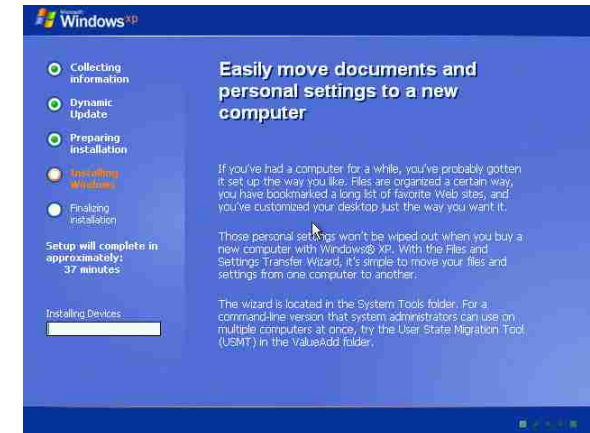 Microsoft
Windows xp
Collecting
information
Dynamic
Update
Preparing
installation
Installing
Windows
Finalizing
installation
Setup will complete in
approximately:
37 minutes
Installing Devices
Easily move documents and
personal settings to a new
computer
If you've had a computer for a while, you've probably gotten
it set up the way you like. Files are organized a certain way,
you have bookmarked a long list of favorite Web sites, and
you've customized your desktop just the way you want it.
Those personal settings won't be wiped out when you buy a
new computer with Windows® XP. With the Files and
Settings Transfer Wizard, it's simple to move your files and
settings from one computer to another.
The wizard is located in the System Tools folder. For a
command-line version that system administrators can use on
multiple computers at once, try the User State Migration Tool
(USMT) in the ValueAdd folder.